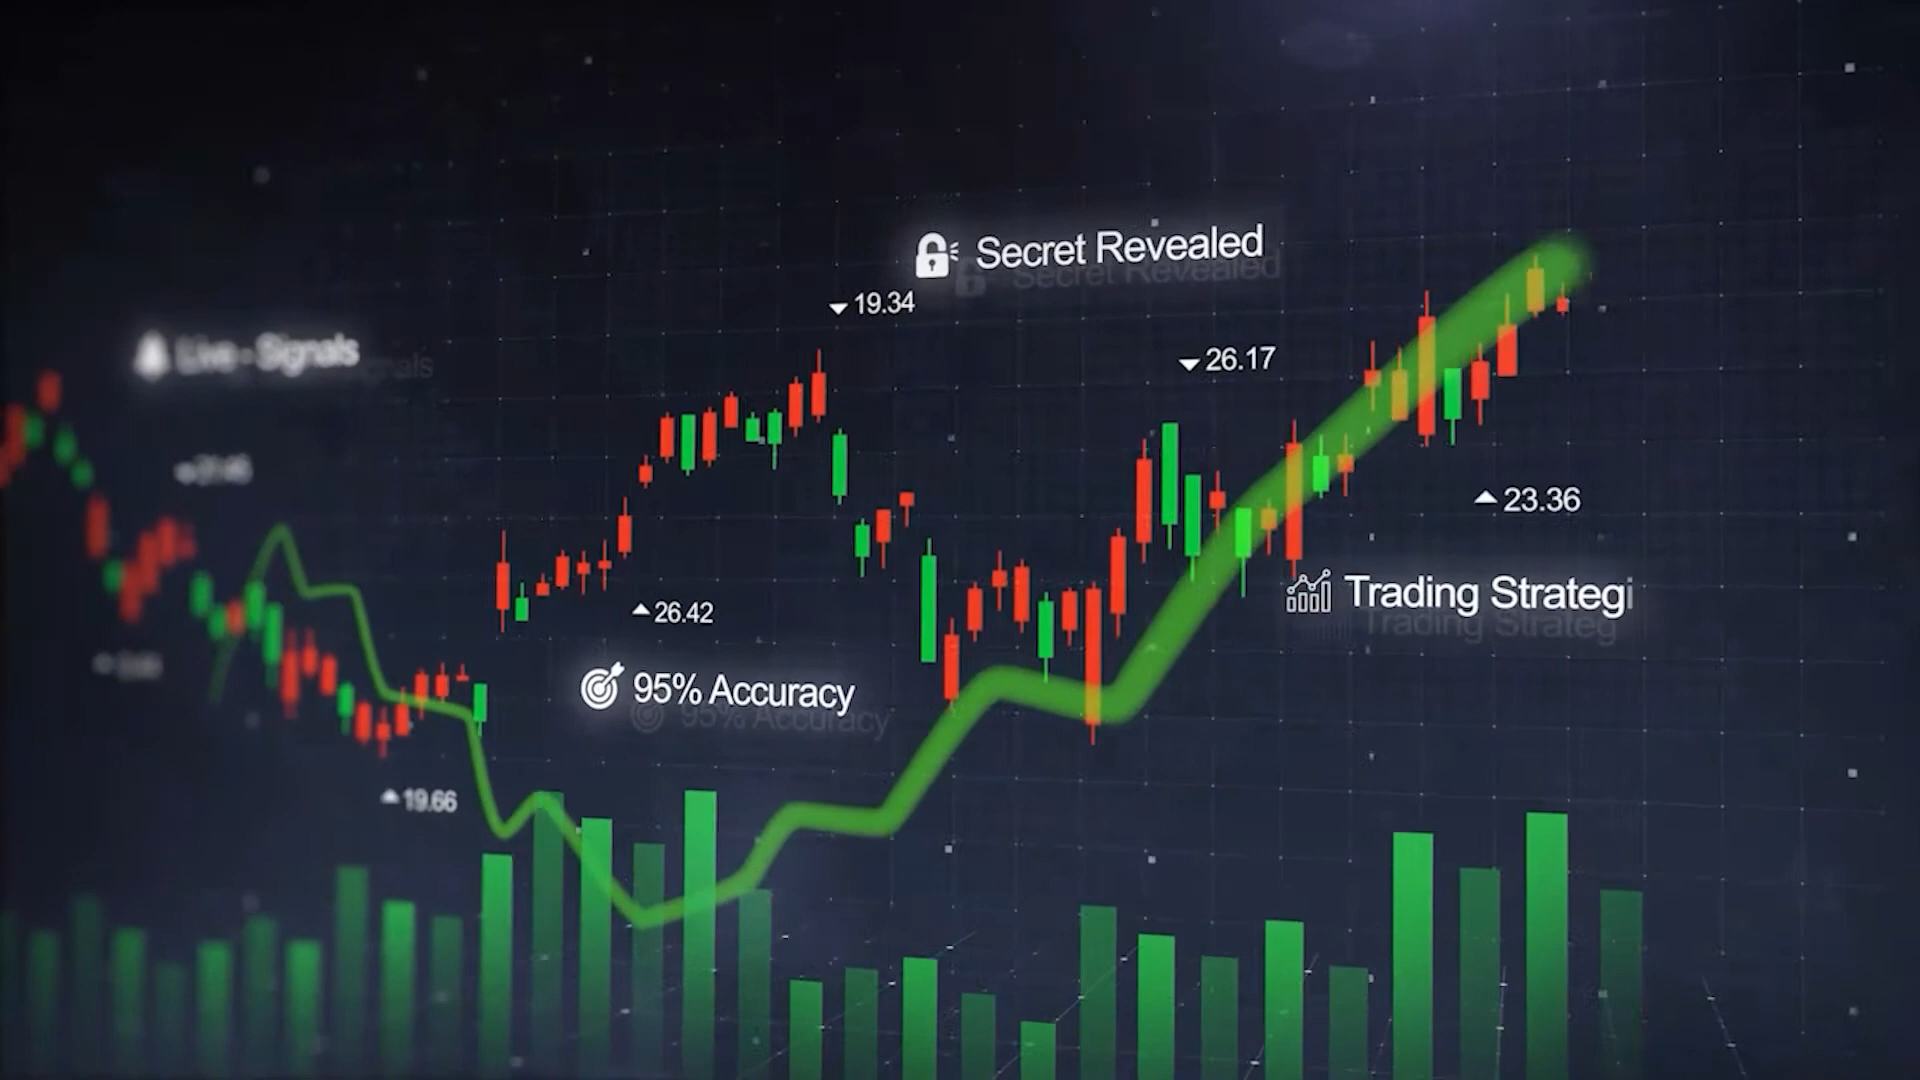 Secret Revealed
19.34
Live - Signals
26.17
23.36
Trading Strategi
26.42
95% Accuracy
19.66